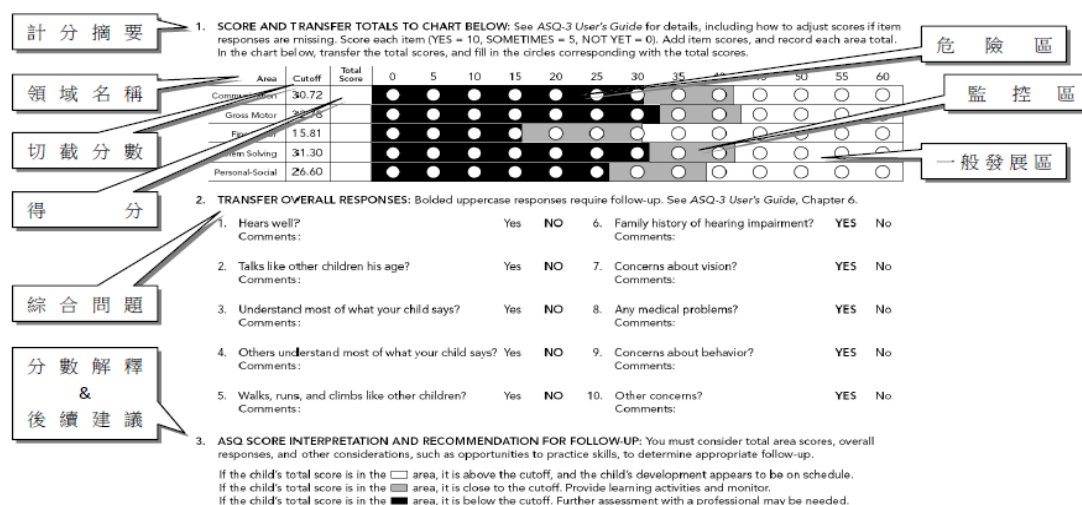 計分摘要
1. SCORE AND TRANSFER TOTALS TO CHART BELOW: See ASQ-3 User's Guide for details, including how to adjust scores if item
responses are missing. Score each item (YES = 10, SOMETIMES = 5, NOT YET = 0). Add item scores, and record each area total.
In the chart below, transfer the total scores, and fill in the circles corresponding with the total scores.
危險區
領域名稱
Area Cutoff Total Score 0 5 10 15 20 25 30 35 50 55 60
監控區
30.72
Gross Motor
切截分數
15.81
Solving 31.30
一般發展區
Personal-Social 26.60
得分
2. TRANSFER OVERALL RESPONSES: Bolded uppercase responses require follow-up. See ASQ-3 User's Guide, Chapter 6.
1. Hears well? Yes NO 6. Family history of hearing impairment? YES No
Comments: Comments:
2. Talks like other children his age? Yes NO 7. Concerns about vision? YES No
Comments: Comments:
綜合問題
3. Understand most of what your child says? Yes NO 8. Any medical problems? YES No
Comments: Comments:
分數解釋
&
後續建議
4. Others understand most of what your child says? Yes NO 9. Concerns about behavior? YES No
Comments: Comments:
5. Walks, runs, and climbs like other children? Yes NO 10. Other concerns? YES No
Comments: Comments:
3. ASQ SCORE INTERPRETATION AND RECOMMENDATION FOR FOLLOW-UP: You must consider total area scores, overall
responses, and other considerations, such as opportunities to practice skills, to determine appropriate follow-up.
If the child's total score is in the area, it is above the cutoff, and the child's development appears to be on schedule.
If the child's total score is in the area, it is close to the cutoff. Provide learning activities and monitor.
If the child's total score is in the area, it is below the cutoff. Further assessment with a professional may be needed.